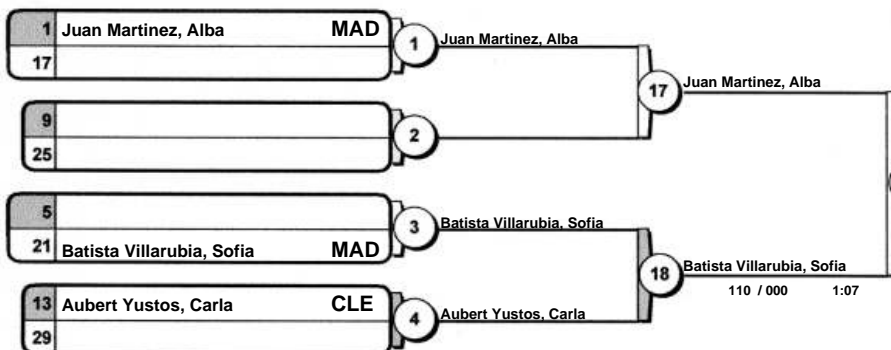 1 Juan Martinez, Alba MAD
17
1 Juan Martinez, Alba
17 Juan Martinez, Alba
9
25
2
5
21 Batista Villarubia, Sofia MAD
3 Batista Villarubia, Sofia
18 Batista Villarubia, Sofia
110 / 000 1:07
13 Aubert Yustos, Carla CLE
29
4 Aubert Yustos, Carla